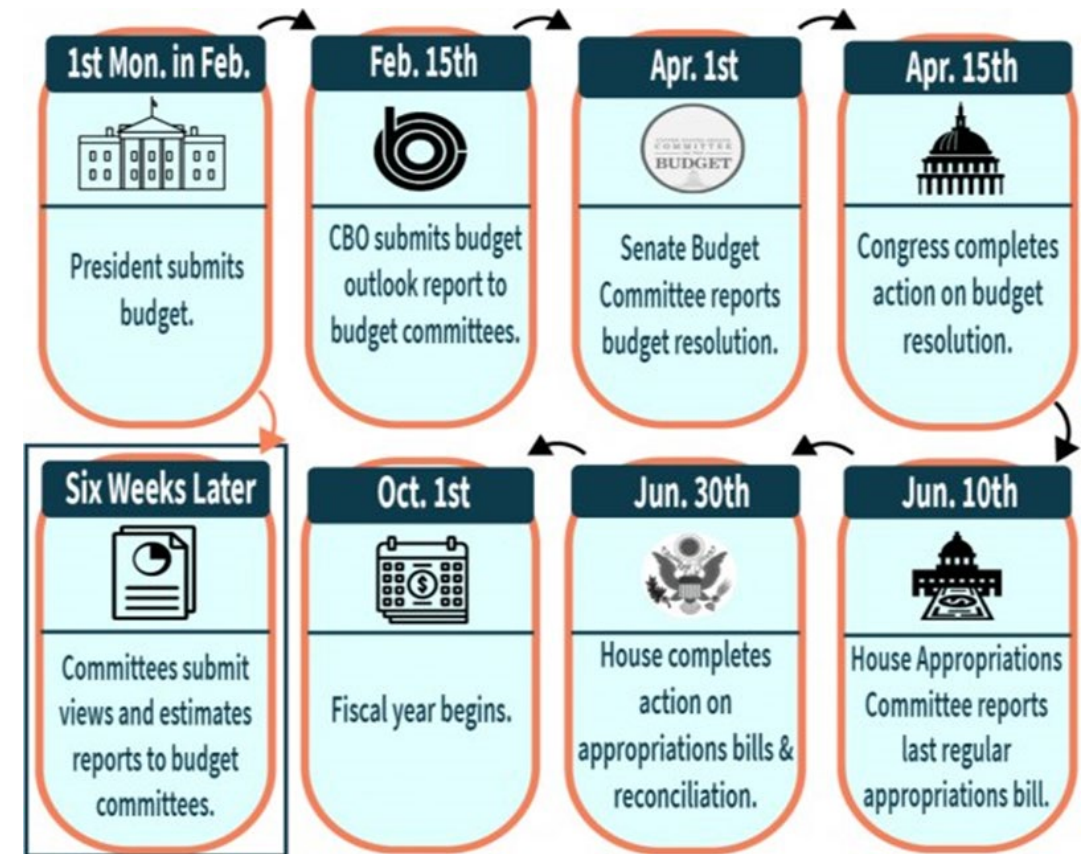 1st Mon. in Feb.
President submits
budget.
Feb. 15th
CBO submits budget
outlook report to
budget committees.
Apr. 1st
COMMITTEE
BUDGET
Senate Budget
Committee reports
budget resolution.
Apr. 15th
Congress completes
action on budget
resolution.
Jun. 10th
House Appropriations
Committee reports
last regular
appropriations bill.
Jun. 30th
House completes
action on
appropriations bills &
reconciliation.
Oct. 1st
$
Fiscal year begins.
Six Weeks Later
Committees submit
views and estimates
reports to budget
committees.